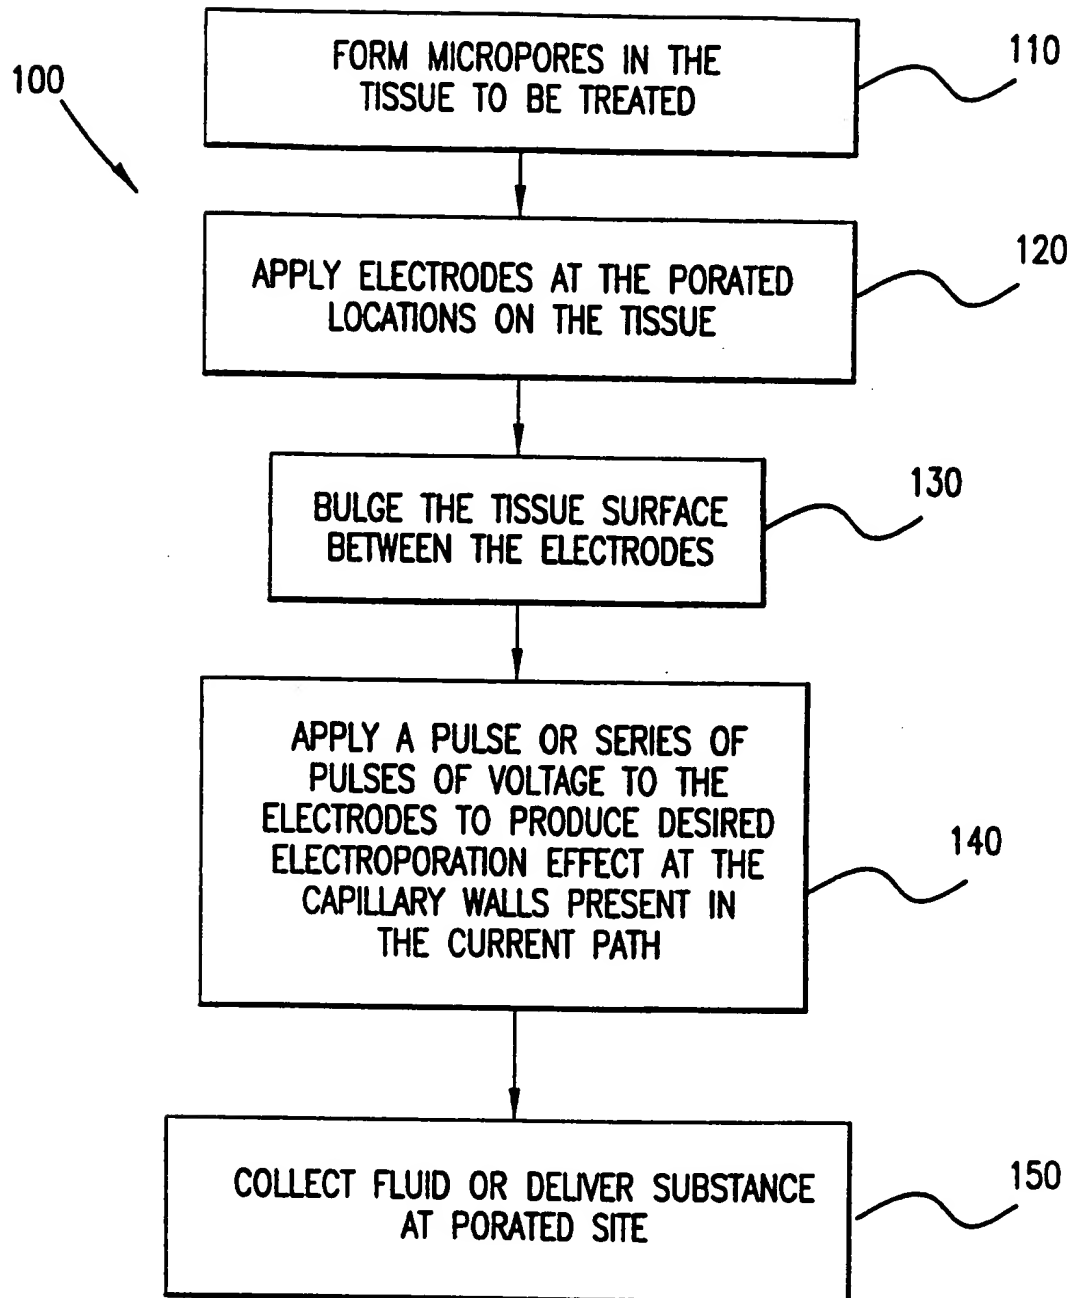 100
FORM MICROPORES IN THE
TISSUE TO BE TREATED
110
APPLY ELECTRODES AT THE PORATED
LOCATIONS ON THE TISSUE
120
BULGE THE TISSUE SURFACE
BETWEEN THE ELECTRODES
130
APPLY A PULSE OR SERIES OF
PULSES OF VOLTAGE TO THE
ELECTRODES TO PRODUCE DESIRED
ELECTROPORATION EFFECT AT THE
CAPILLARY WALLS PRESENT IN
THE CURRENT PATH
140
COLLECT FLUID OR DELIVER SUBSTANCE
AT PORATED SITE
150